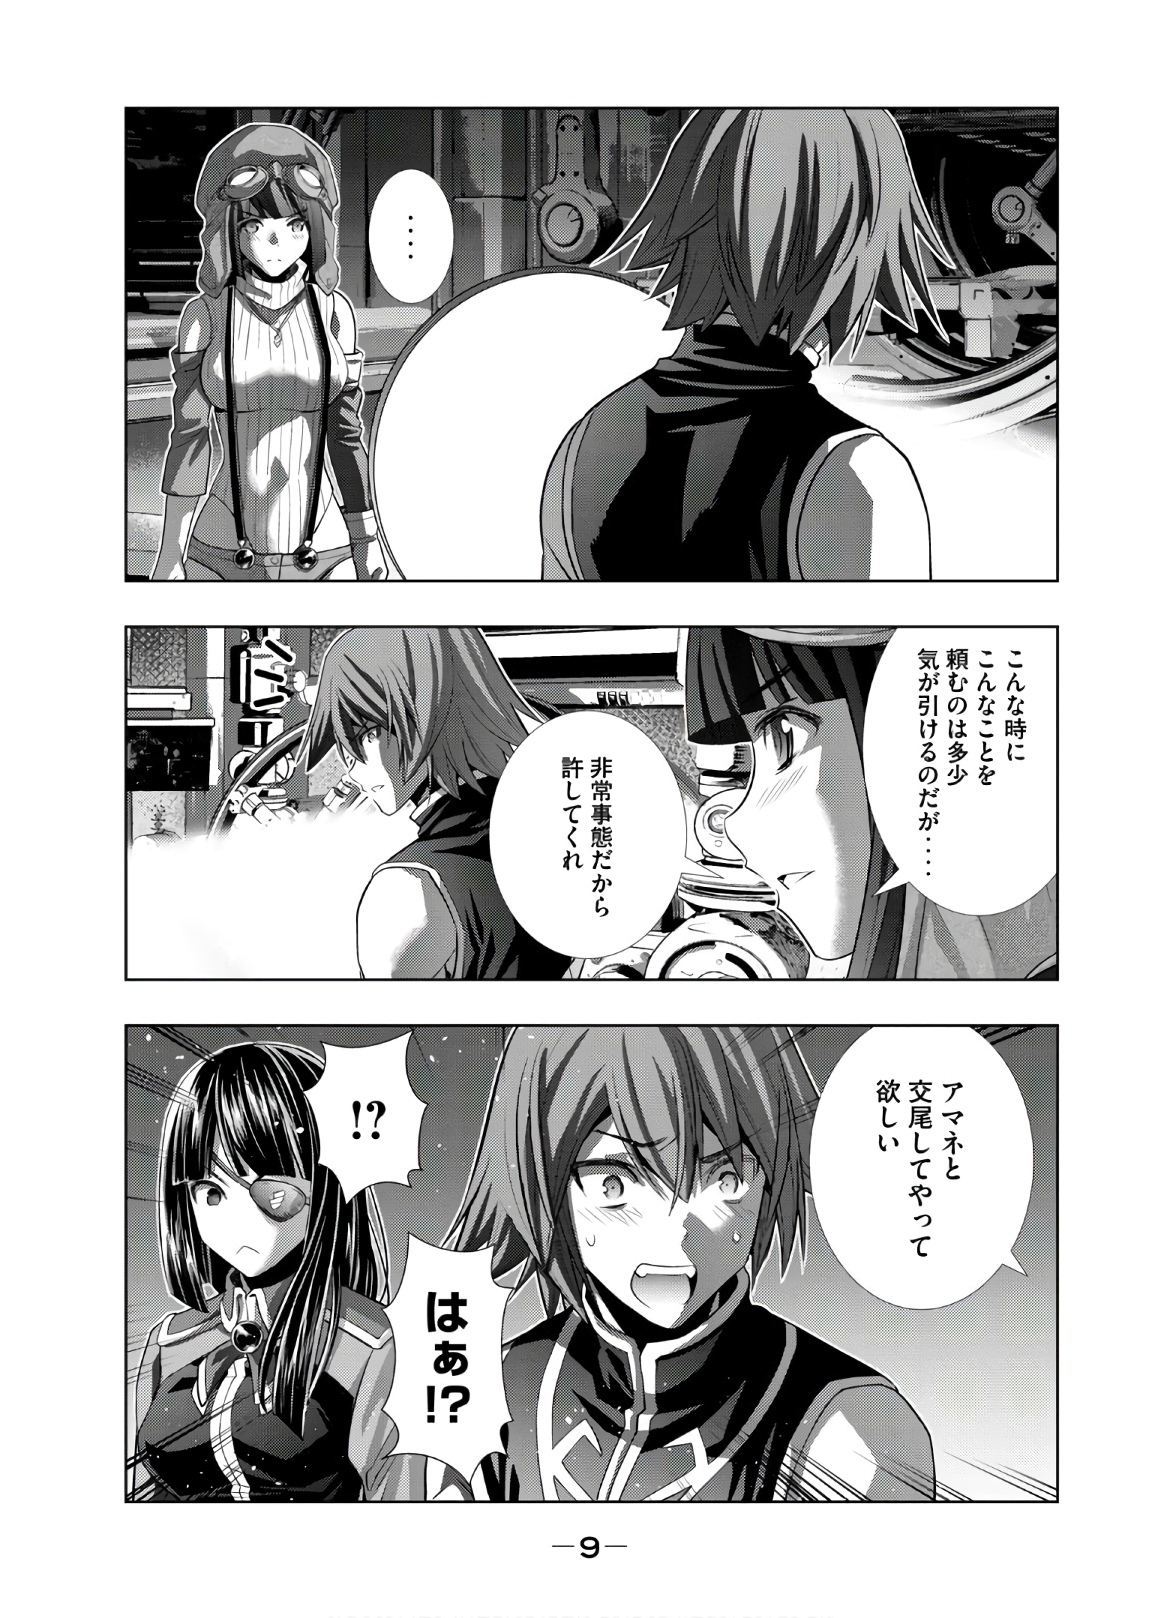 ・・・・
こんな時に
こんなことを
頼むのは多少
気が引けるのだが・・・・
非常事態だから
許してくれ
アマネと
交尾してやって
欲しい
!?
はぁ!?
—9—